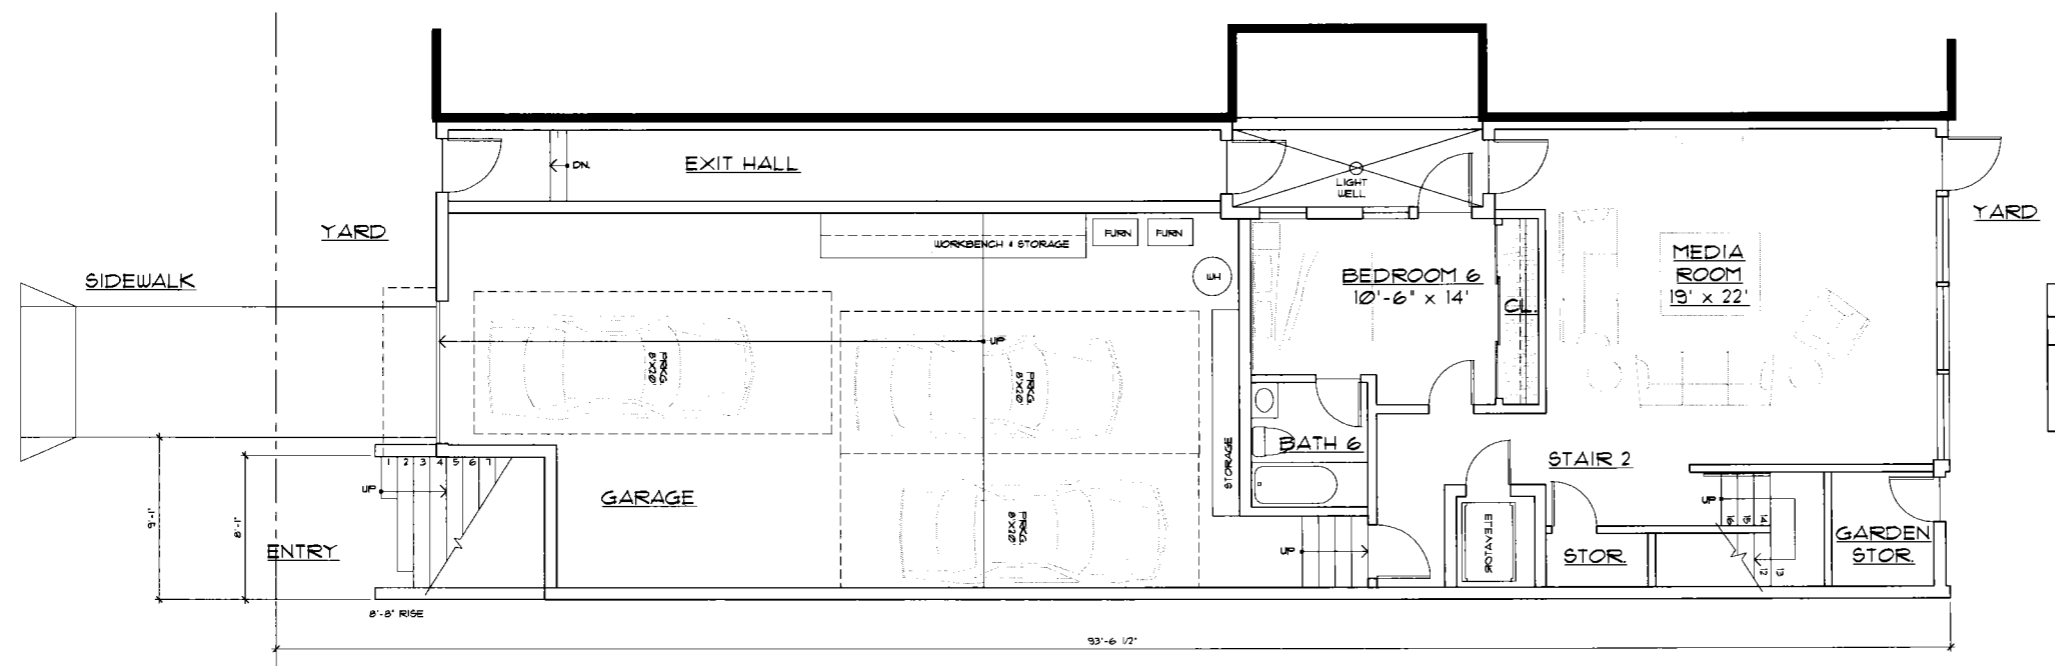 DN.
EXIT HALL
LIGHT
WELL
YARD
YARD
WORKBENCH & STORAGE
FURN
FURN
WH
SIDEWALK
BEDROOM 6
10'-6" x 14'
CL.
MEDIA
ROOM
19' x 22'
UP
PRKG.
8'X20'
PRKG.
8'X20'
PRKG.
8'X20'
STORAGE
BATH 6
STAIR 2
GARAGE
1 2 3 4 5 6 7
UP
9'-1"
8'-1"
ENTRY
UP
ELEVATOR
STOR.
UP
16 15 14
12 13
GARDEN
STOR.
8'-8" RISE
93'-6 1/2"